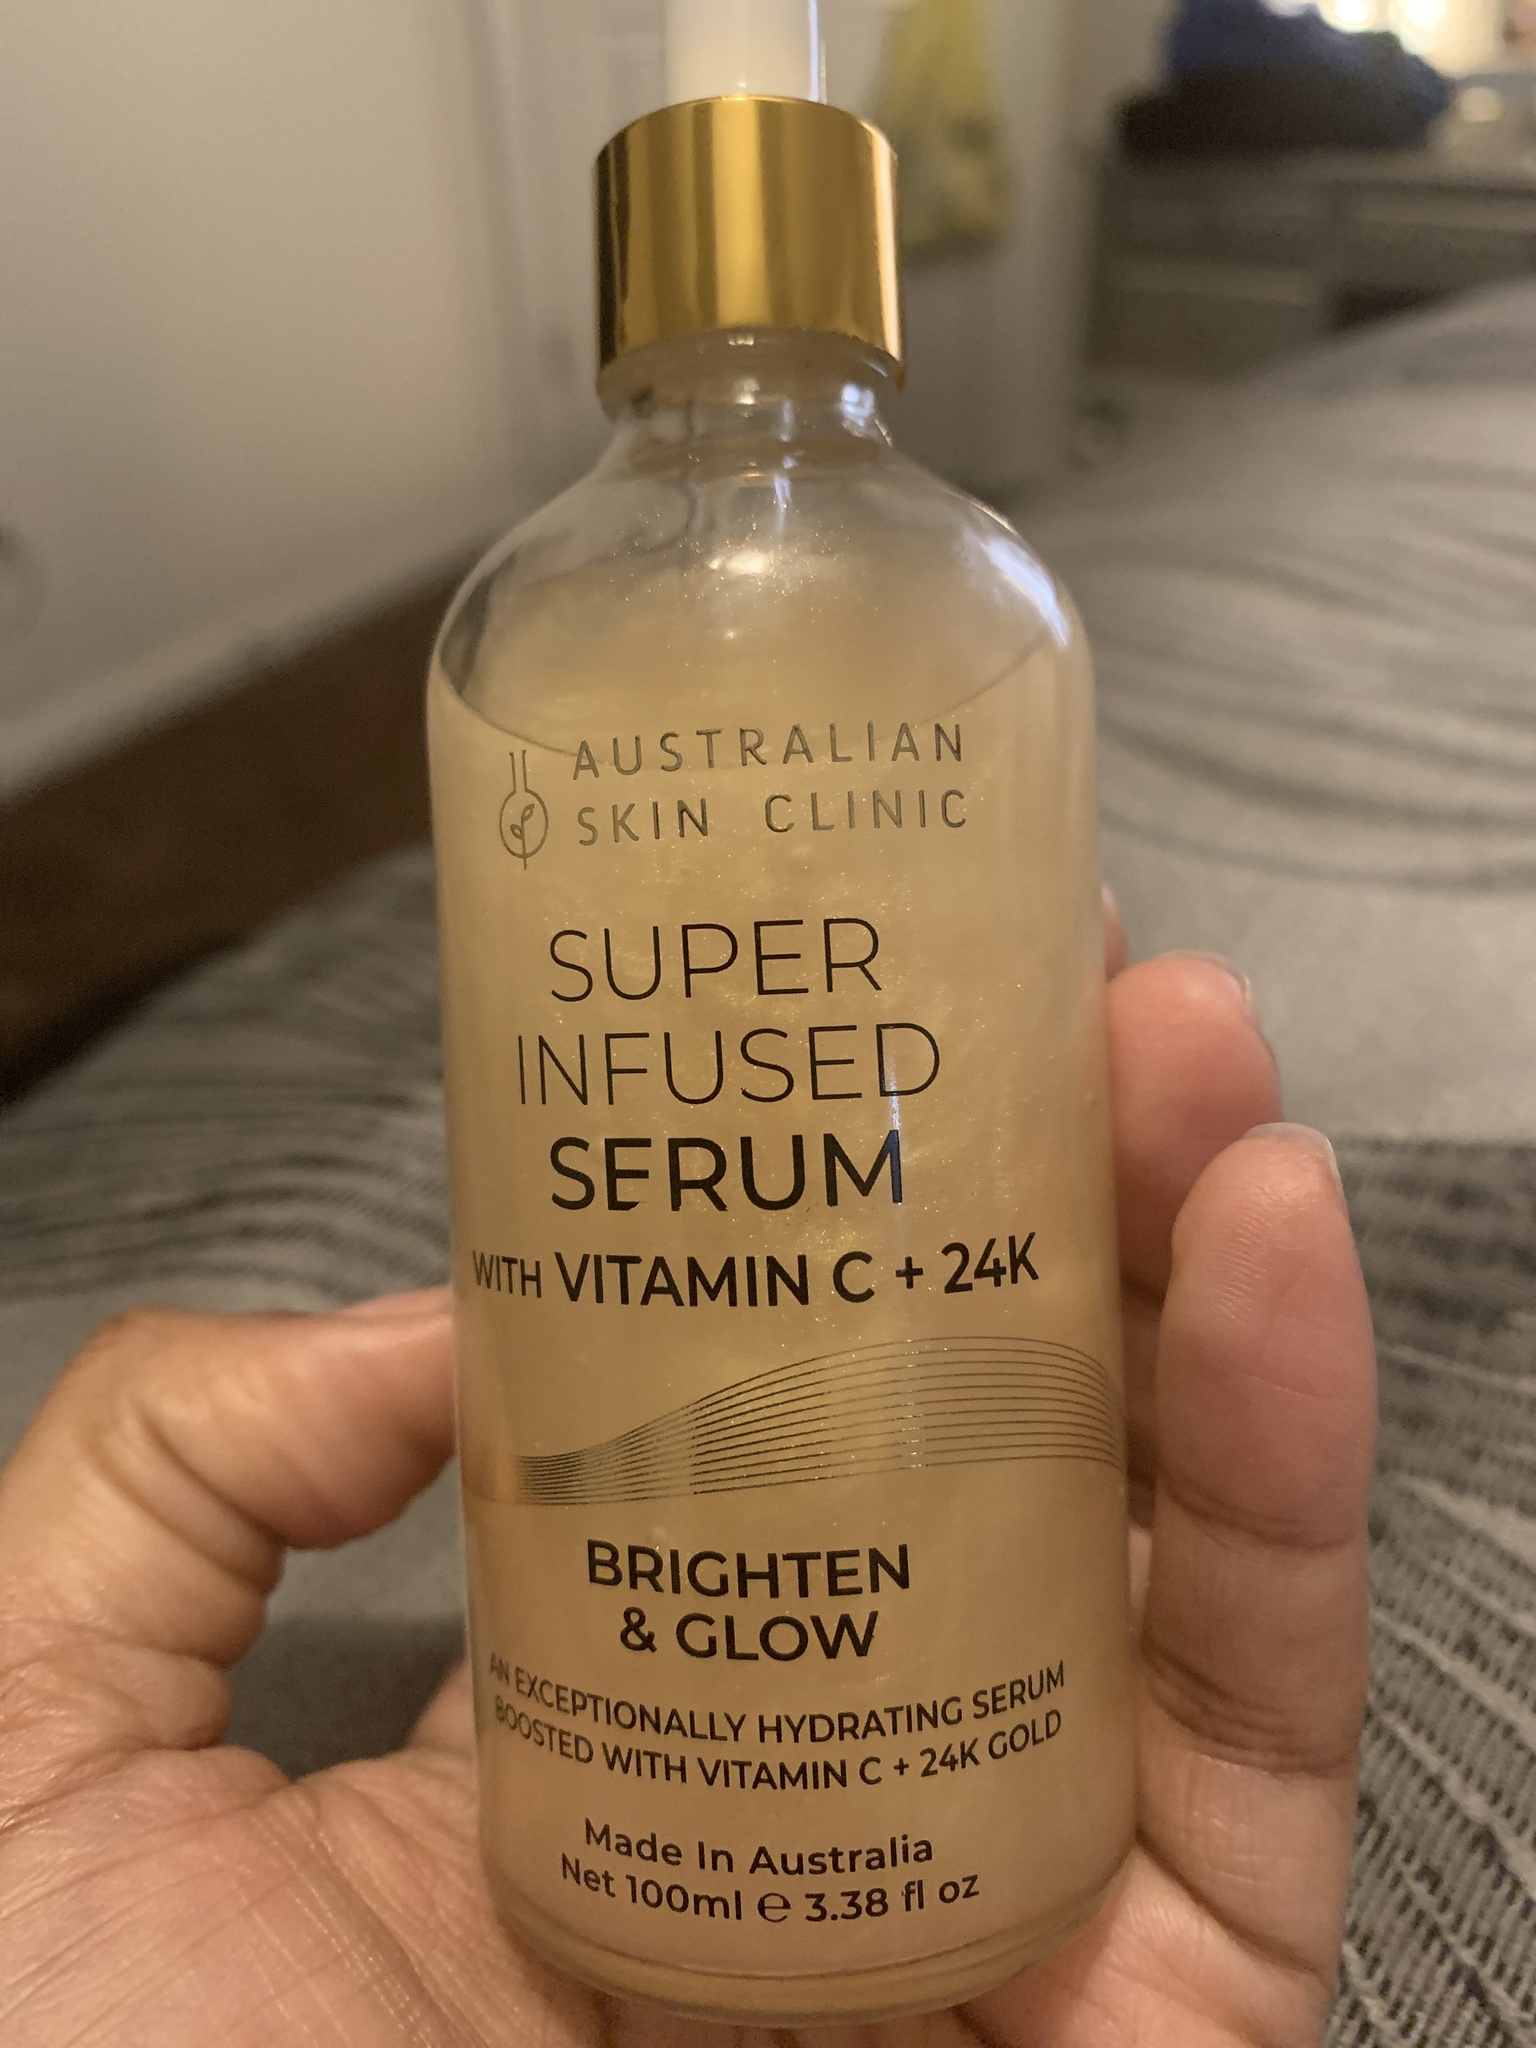 AUSTRALIAN
SKIN CLINIC
SUPER
INFUSED
SERUM
WITH VITAMIN C + 24K
BRIGHTEN
& GLOW
AN EXCEPTIONALLY HYDRATING SERUM
BOOSTED WITH VITAMIN C + 24K GOLD
Made In Australia
Net 100ml ℮ 3.38 fl oz